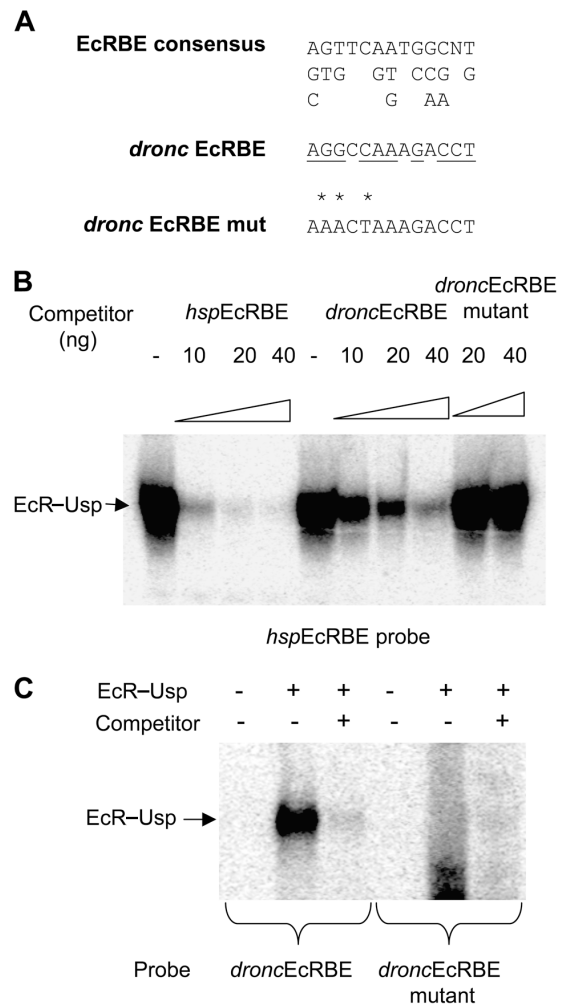 A
EcRBE consensus AGTTCAATGGCNT
GTG GT CCG G
C G AA
dronc EcRBE AGGCCAAAGACCT
* * *
dronc EcRBE mut AAACTAAAGACCT
B
Competitor (ng) hspEcRBE droncEcRBE droncEcRBE mutant
- 10 20 40 - 10 20 40 20 40
EcR–Usp
hspEcRBE probe
C
EcR–Usp - + + - + +
Competitor - - + - - +
EcR–Usp
Probe droncEcRBE droncEcRBE mutant